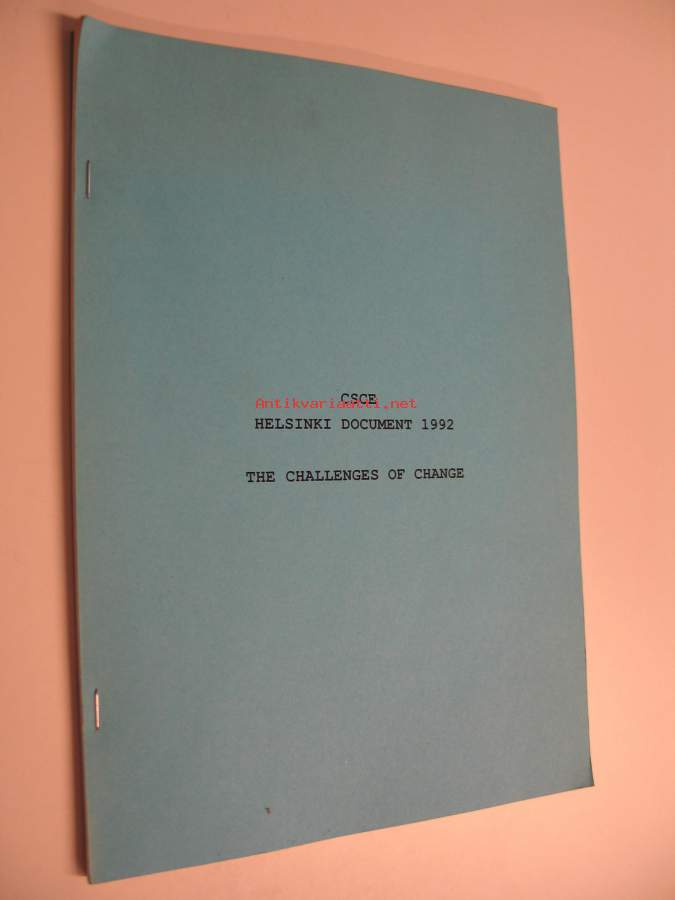 CSCE
Antikvariaatti.net
HELSINKI DOCUMENT 1992
THE CHALLENGES OF CHANGE